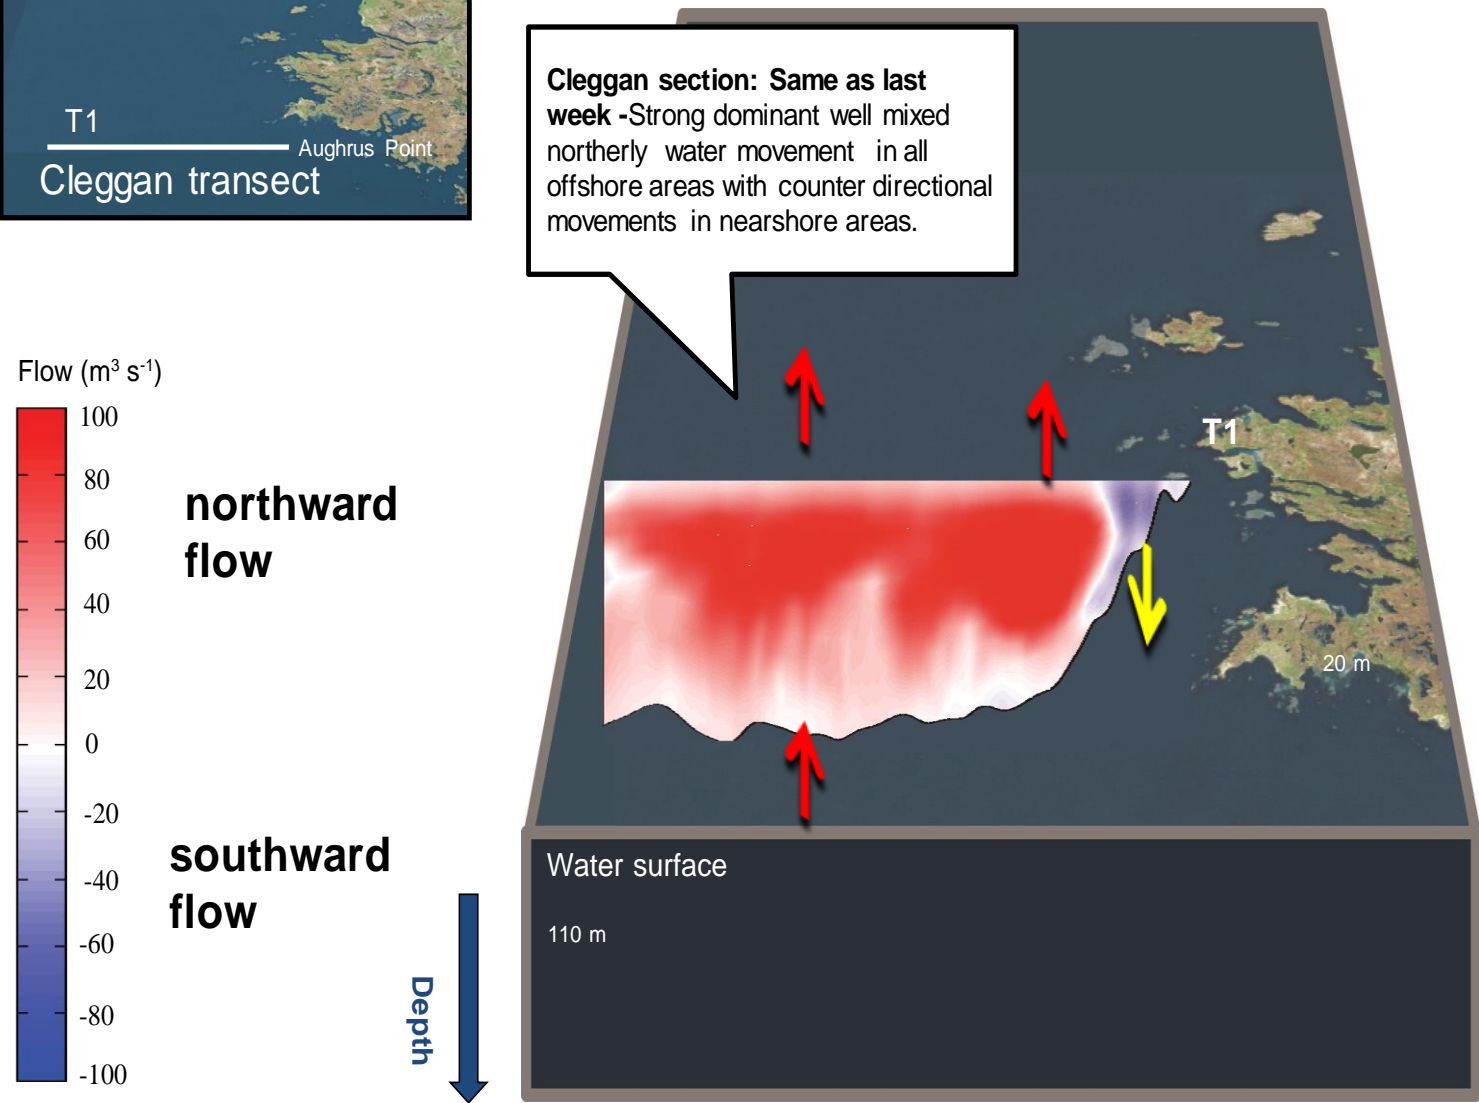 T1
Aughrus Point
Cleggan transect
Cleggan section: Same as last
week -Strong dominant well mixed
northerly water movement in all
offshore areas with counter directional
movements in nearshore areas.
Flow (m³ s⁻¹)
100
80
60
40
20
0
-20
-40
-60
-80
-100
northward
flow
southward
flow
Depth
T1
20 m
Water surface
110 m